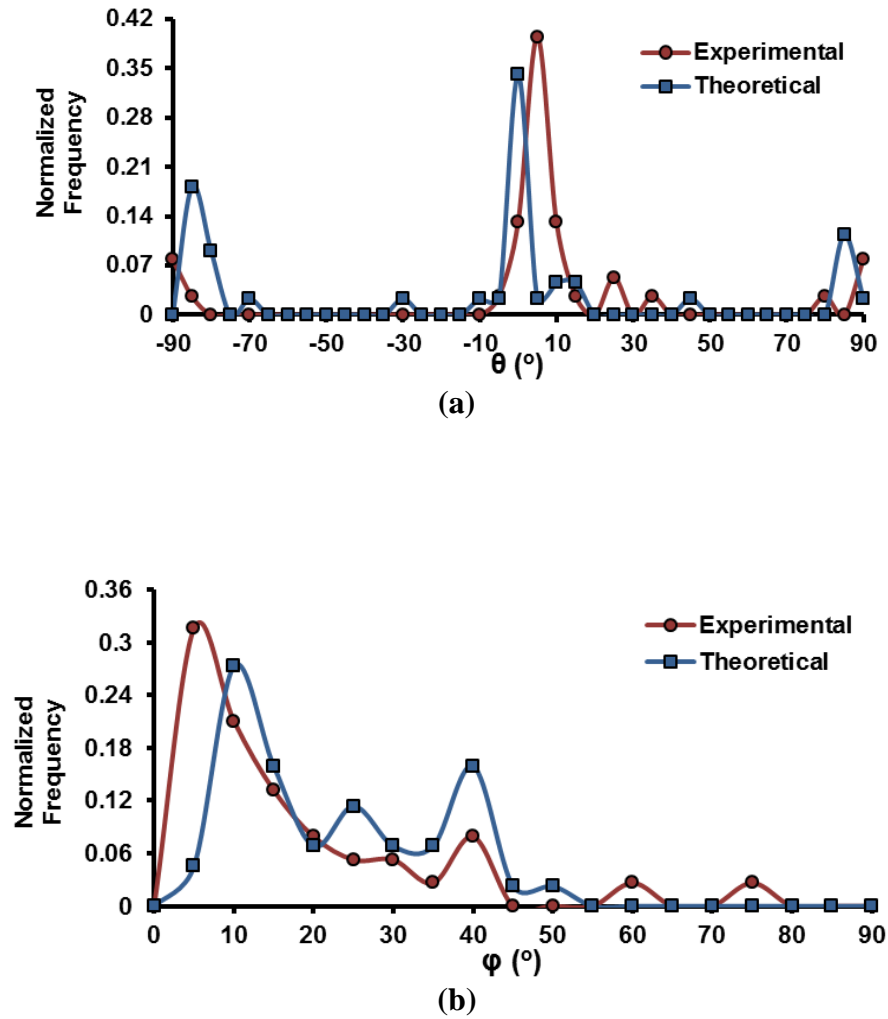 0.42
0.35
0.28
0.21
0.14
0.07
0
Normalized
Frequency
Experimental
Theoretical
-90 -70 -50 -30 -10 10 30 50 70 90
θ (°)
(a)
0.36
0.3
0.24
0.18
0.12
0.06
0
Normalized
Frequency
Experimental
Theoretical
0 10 20 30 40 50 60 70 80 90
φ (°)
(b)